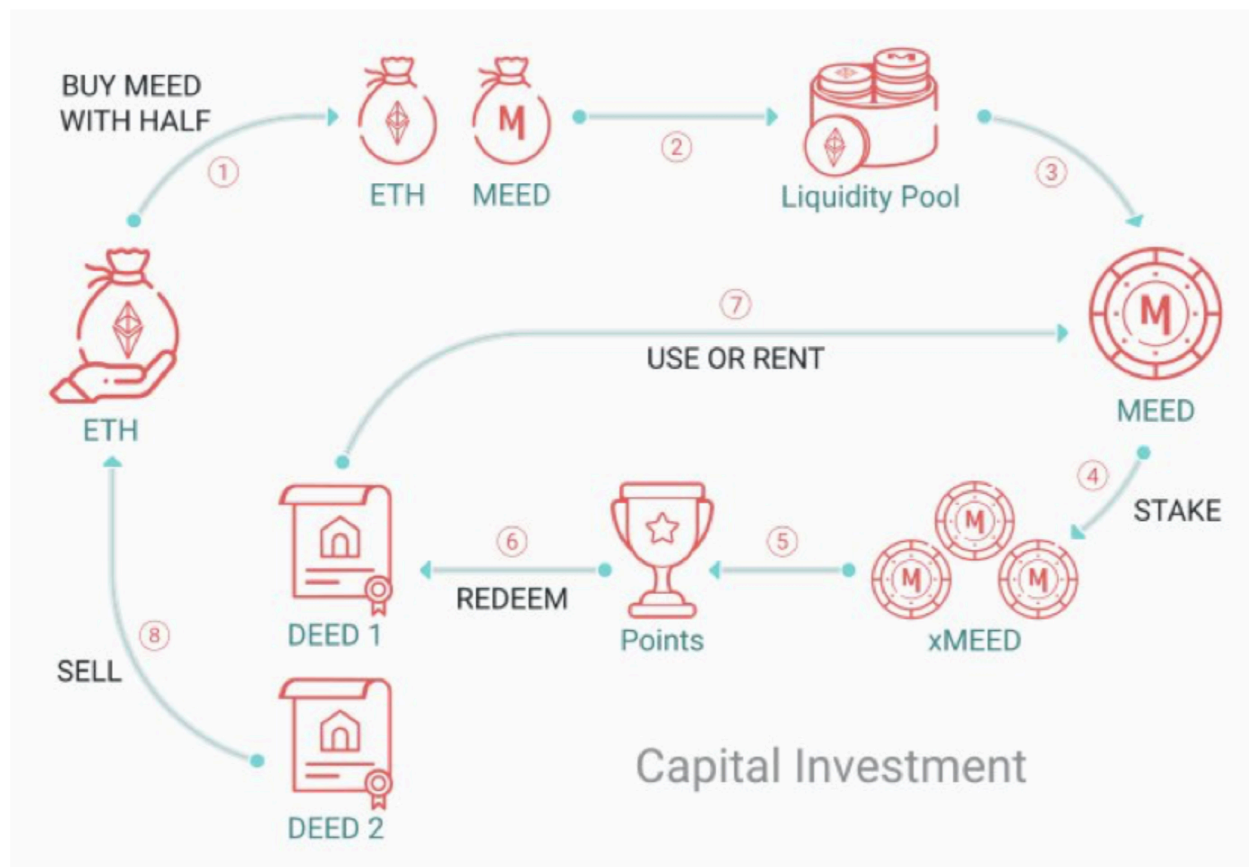 BUY MEED
WITH HALF
①
ETH
M
MEED
②
Liquidity Pool
③
ETH
⑦
USE OR RENT
M
MEED
④
STAKE
M
M
M
xMEED
⑤
Points
⑥
REDEEM
DEED 1
⑧
SELL
DEED 2
Capital Investment